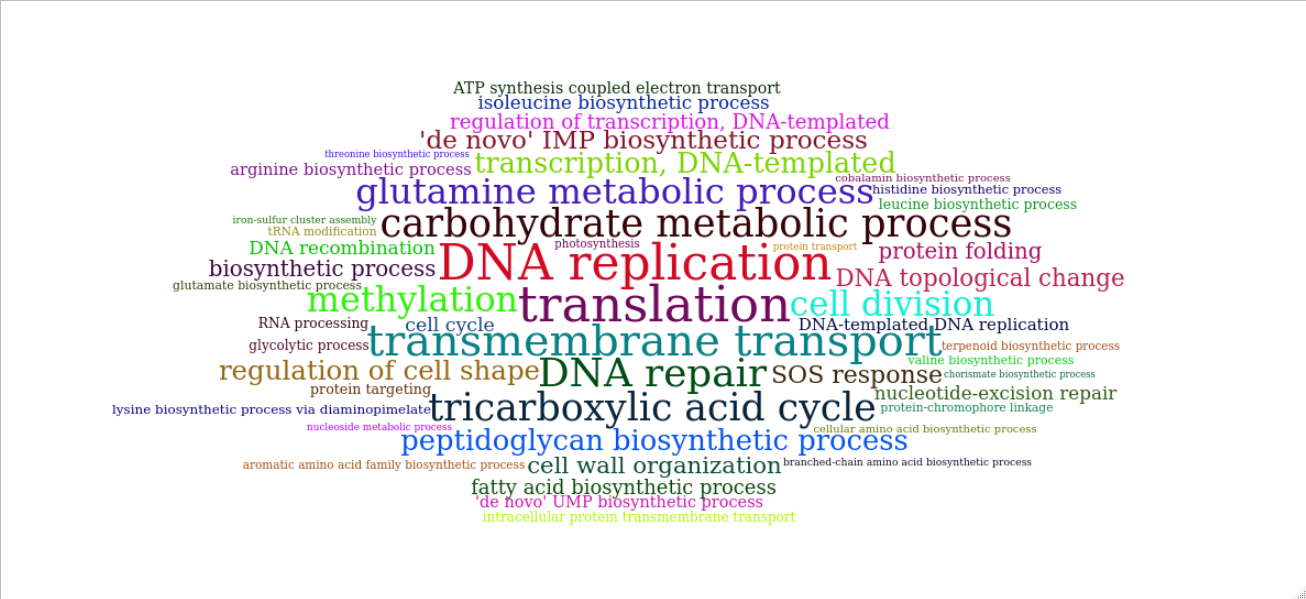 ATP synthesis coupled electron transport
isoleucine biosynthetic process
regulation of transcription, DNA-templated
'de novo' IMP biosynthetic process
threonine biosynthetic process
transcription, DNA-templated
arginine biosynthetic process
cobalamin biosynthetic process
glutamine metabolic process
histidine biosynthetic process
leucine biosynthetic process
iron-sulfur cluster assembly
carbohydrate metabolic process
tRNA modification
photosynthesis
protein transport
DNA recombination
protein folding
DNA replication
biosynthetic process
DNA topological change
glutamate biosynthetic process
methylation
translation
cell division
RNA processing
cell cycle
DNA-templated DNA replication
transmembrane transport
glycolytic process
terpenoid biosynthetic process
valine biosynthetic process
regulation of cell shape
DNA repair
SOS response
chorismate biosynthetic process
protein targeting
nucleotide-excision repair
lysine biosynthetic process via diaminopimelate
tricarboxylic acid cycle
protein-chromophore linkage
nucleoside metabolic process
cellular amino acid biosynthetic process
peptidoglycan biosynthetic process
aromatic amino acid family biosynthetic process
cell wall organization
branched-chain amino acid biosynthetic process
fatty acid biosynthetic process
'de novo' UMP biosynthetic process
intracellular protein transmembrane transport